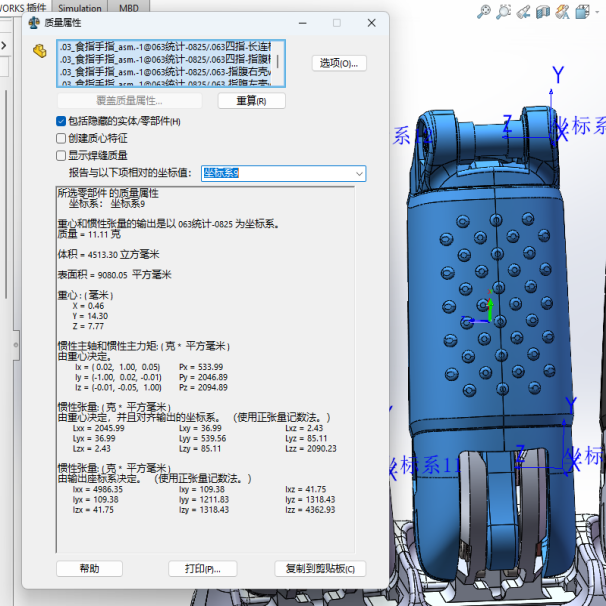 WORKS 插件 Simulation MBD
质量属性
.03_食指手指_asm.-1@063统计-0825/.063四指-长连杆
.03_食指手指_asm.-1@063统计-0825/.063四指-指腹
.03_食指手指_asm.-1@063统计-0825/.063-指腹右壳
.03_食指手指_asm.-1@063统计-0825/.063-指腹左壳
选项(O)...
覆盖质量属性...
重算(R)
包括隐藏的实体/零部件(H)
创建质心特征
显示焊缝质量
报告与以下项相对的坐标值:
坐标系9
所选零部件 的质量属性
坐标系: 坐标系9
重心和惯性张量的输出是以 063统计-0825 为坐标系。
质量 = 11.11 克
体积 = 4513.30 立方毫米
表面积 = 9080.05 平方毫米
重心 : ( 毫米 )
X = 0.46
Y = 14.30
Z = 7.77
惯性主轴和惯性主力矩: ( 克 * 平方毫米 )
由重心决定。
Ix = ( 0.02, 1.00, 0.05) Px = 533.99
Iy = (-1.00, 0.02, -0.01) Py = 2046.89
Iz = (-0.01, -0.05, 1.00) Pz = 2094.89
惯性张量: ( 克 * 平方毫米 )
由重心决定，并且对齐输出的坐标系。 （使用正张量记数法。）
Lxx = 2045.99 Lxy = 36.99 Lxz = 2.43
Lyx = 36.99 Lyy = 539.56 Lyz = 85.11
Lzx = 2.43 Lzy = 85.11 Lzz = 2090.23
惯性张量: ( 克 * 平方毫米 )
由输出座标系决定。 （使用正张量记数法。）
Ixx = 4986.35 Ixy = 109.38 Ixz = 41.75
Iyx = 109.38 Iyy = 1211.83 Iyz = 1318.43
Izx = 41.75 Izy = 1318.43 Izz = 4362.93
帮助
打印(P)...
复制到剪贴板(C)
Y
Z
X
坐标系
系12
Y
Z
X
坐标系11
坐标